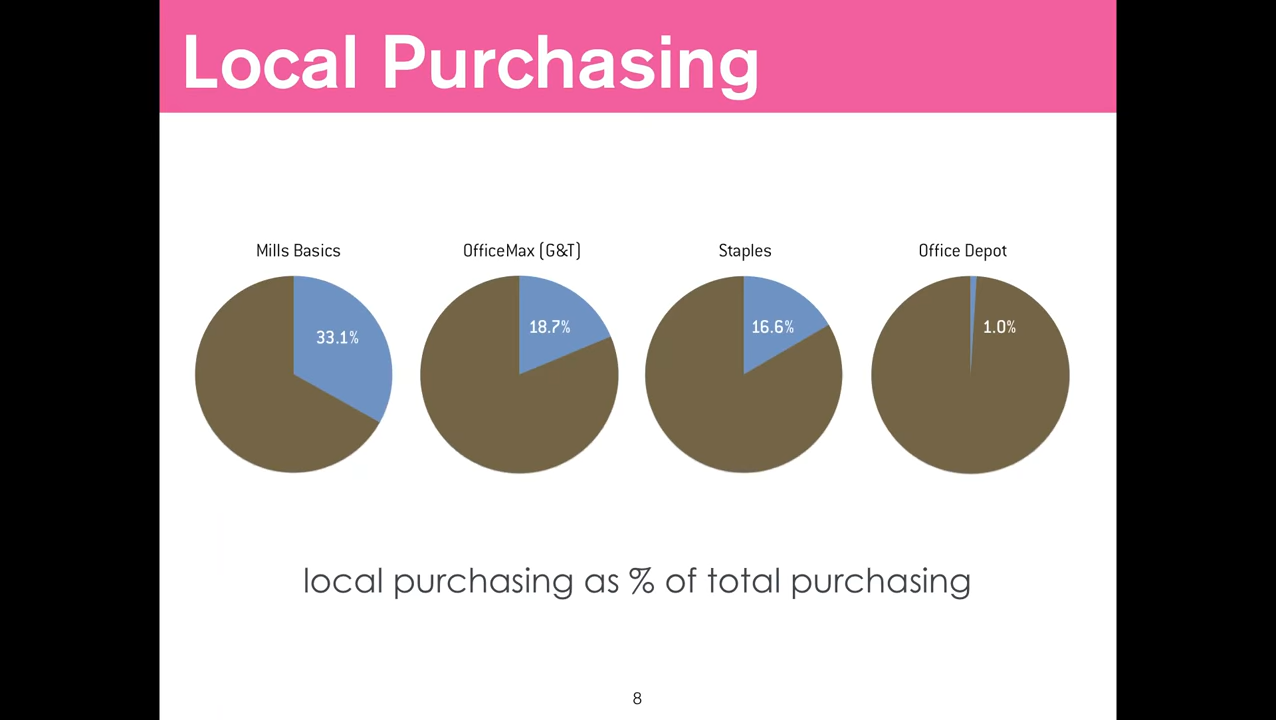 Local Purchasing
Mills Basics
OfficeMax (G&T)
Staples
Office Depot
33.1%
18.7%
16.6%
1.0%
local purchasing as % of total purchasing
8